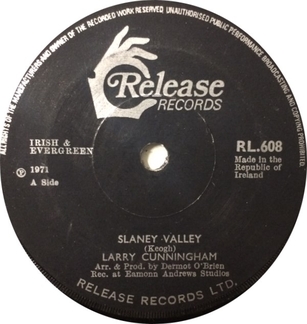 ALL RIGHTS OF THE MANUFACTURERS AND OWNER OF THE RECORDED WORK RESERVED UNAUTHORISED PUBLIC PERFORMANCE BROADCASTING AND COPYING PROHIBITED
Release
RECORDS
IRISH &
EVERGREEN
Ⓟ 1971
A Side
RL.608
Made in the
Republic of
Ireland
SLANEY VALLEY
(Keogh)
LARRY CUNNINGHAM
Arr. & Prod. by Dermot O'Brien
Rec. at Eamonn Andrews Studios
RELEASE RECORDS LTD.